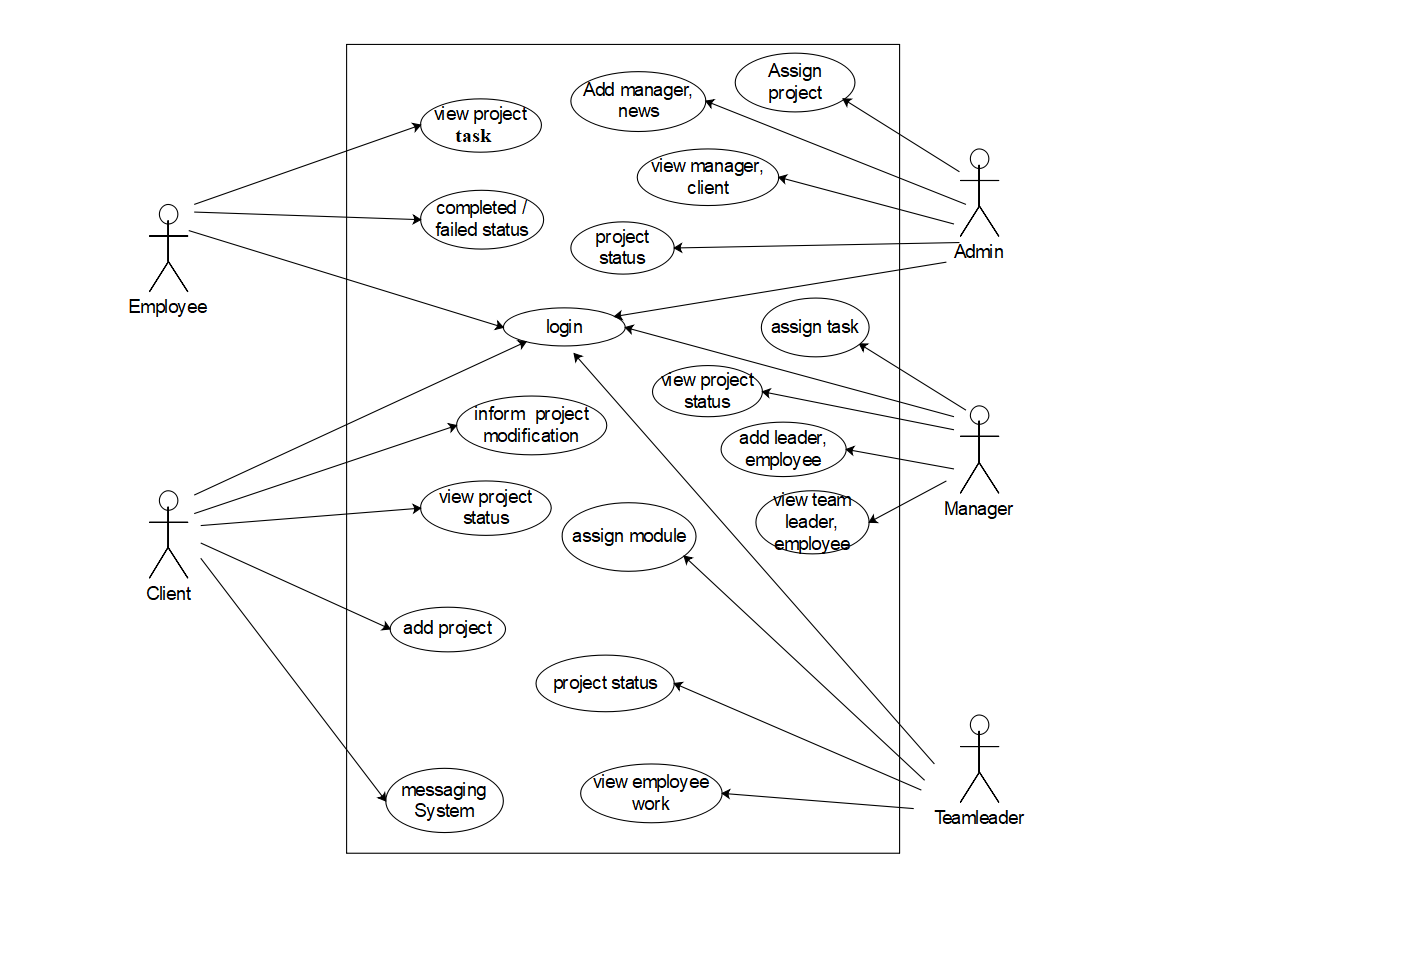 Assign
project
Add manager,
news
view project
task
view manager,
client
completed /
failed status
project
status
Admin
Employee
login
assign task
view project
status
inform  project
modification
add leader,
employee
view project
status
view team
leader,
employee
Manager
assign module
Client
add project
project status
messaging
System
view employee
work
Teamleader